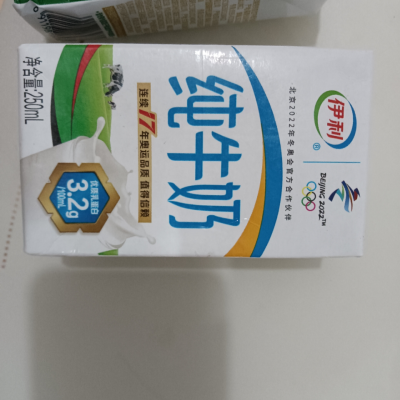 伊利
®
北京2022年冬奥会官方合作伙伴
BEIJING 2022™
纯牛奶
连续17年奥运品质 值得信赖
优质乳蛋白
3.2g
/100mL
净含量:250mL